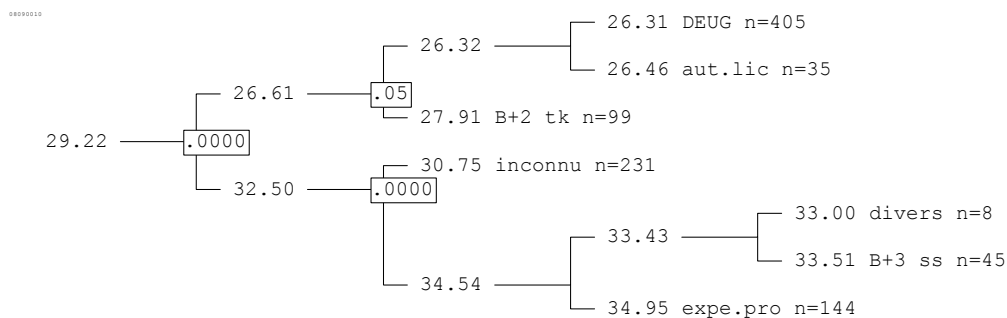 08090010
26.31 DEUG n=405
26.32
26.46 aut.lic n=35
26.61
.05
27.91 B+2 tk n=99
29.22
.0000
30.75 inconnu n=231
32.50
.0000
33.00 divers n=8
33.43
33.51 B+3 ss n=45
34.54
34.95 expe.pro n=144